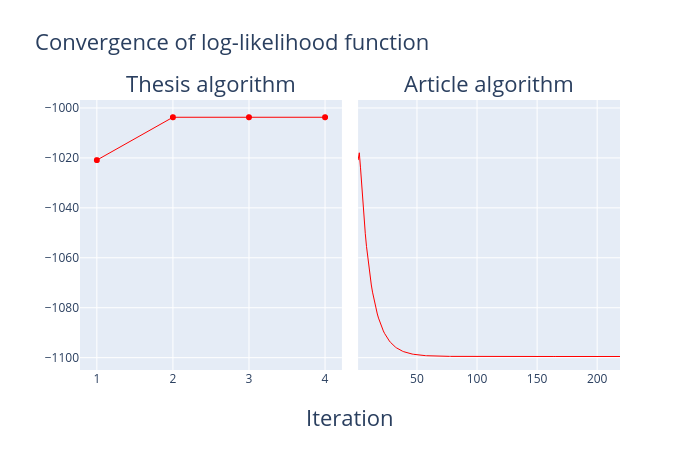 Convergence of log-likelihood function
Thesis algorithm
Article algorithm
−1000
−1020
−1040
−1060
−1080
−1100
1 2 3 4
50 100 150 200
Iteration